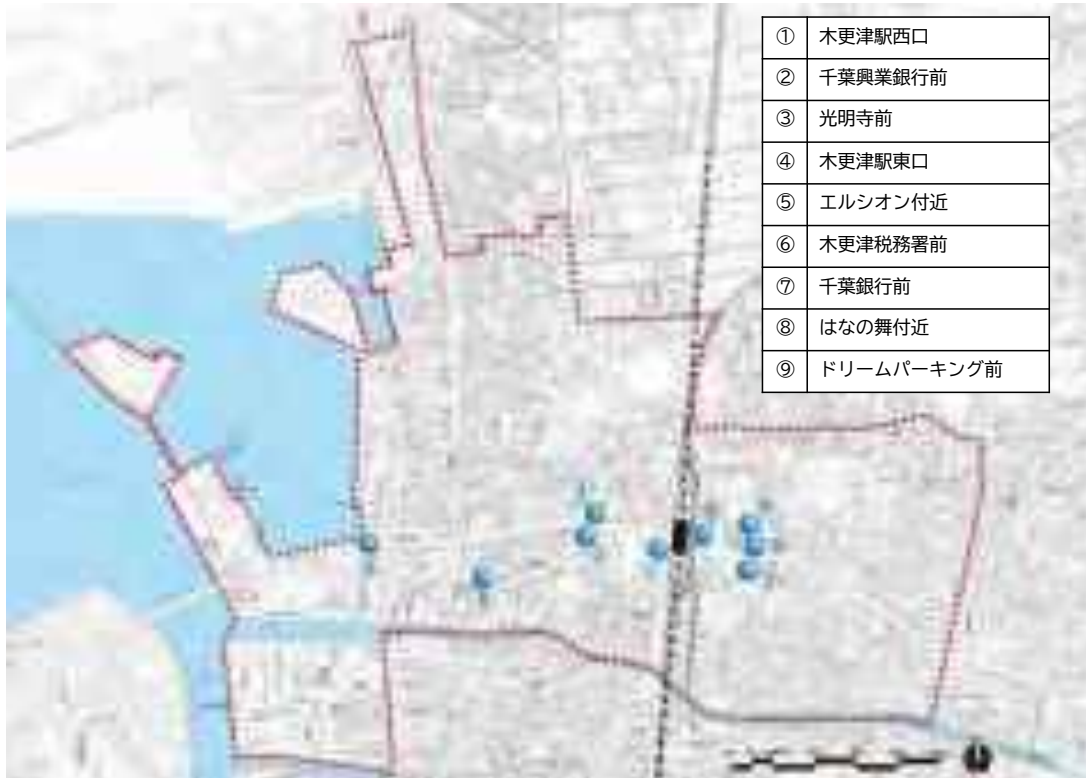 ① 木更津駅西口
② 千葉興業銀行前
③ 光明寺前
④ 木更津駅東口
⑤ エルシオン付近
⑥ 木更津税務署前
⑦ 千葉銀行前
⑧ はなの舞付近
⑨ ドリームパーキング前